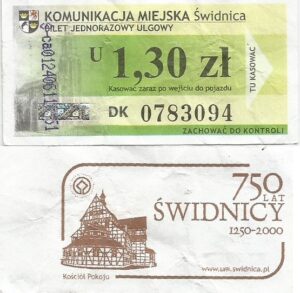 KOMUNIKACJA MIEJSKA Świdnica
BILET JEDNORAZOWY ULGOWY
U 1,30 zł
Kasować zaraz po wejściu do pojazdu
TU KASOWAĆ
DK 0783094
ZACHOWAĆ DO KONTROLI
750
LAT
ŚWIDNICY
1250-2000
www.um.swidnica.pl
Kościół Pokoju